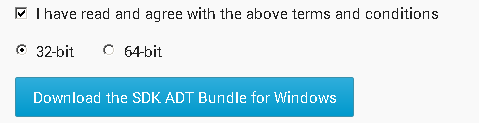 I have read and agree with the above terms and conditions
32-bit 64-bit
Download the SDK ADT Bundle for Windows